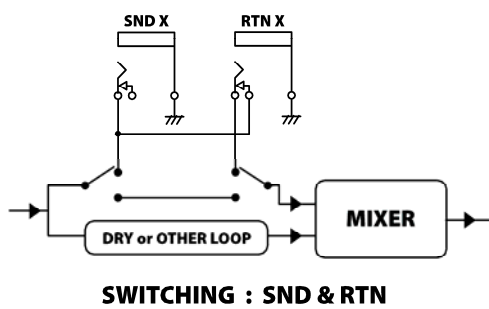 SND X
RTN X
MIXER
DRY or OTHER LOOP
SWITCHING : SND & RTN